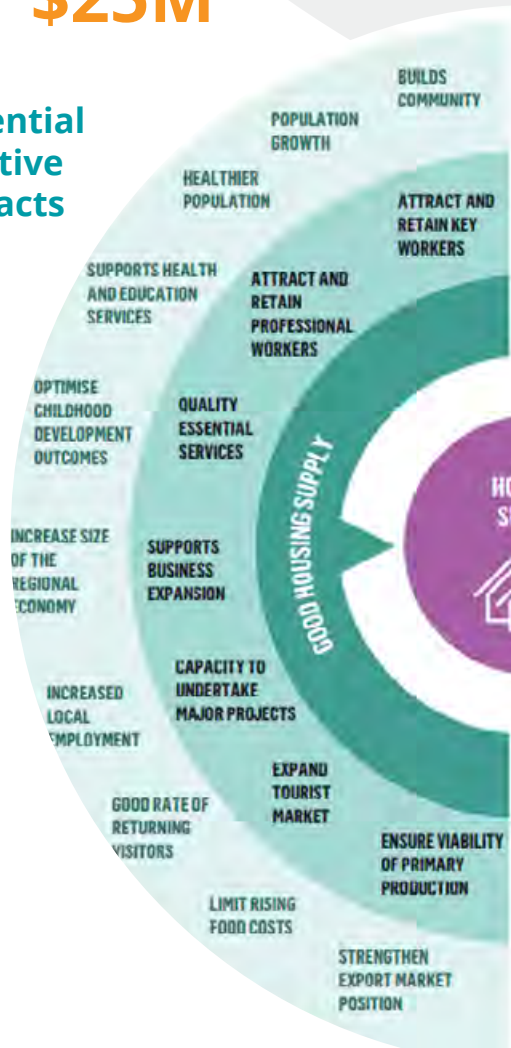 $25M
ential
tive
acts
BUILDS
COMMUNITY
POPULATION
GROWTH
HEALTHIER
POPULATION
ATTRACT AND
RETAIN KEY
WORKERS
SUPPORTS HEALTH
AND EDUCATION
SERVICES
ATTRACT AND
RETAIN
PROFESSIONAL
WORKERS
OPTIMISE
CHILDHOOD
DEVELOPMENT
OUTCOMES
QUALITY
ESSENTIAL
SERVICES
GOOD HOUSING SUPPLY
HO
S
INCREASE SIZE
OF THE
REGIONAL
ECONOMY
SUPPORTS
BUSINESS
EXPANSION
CAPACITY TO
UNDERTAKE
MAJOR PROJECTS
INCREASED
LOCAL
EMPLOYMENT
EXPAND
TOURIST
MARKET
GOOD RATE OF
RETURNING
VISITORS
ENSURE VIABILITY
OF PRIMARY
PRODUCTION
LIMIT RISING
FOOD COSTS
STRENGTHEN
EXPORT MARKET
POSITION